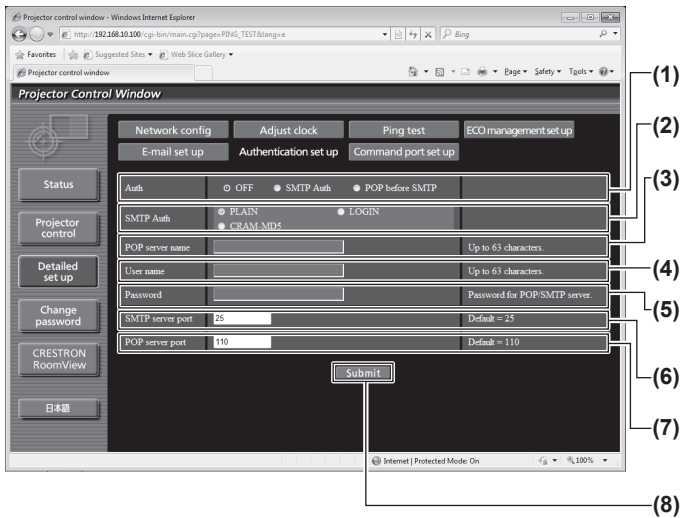 Projector control window - Windows Internet Explorer
http://192.168.10.100/cgi-bin/main.cgi?page=PING_TEST&lang=e
Bing
Favorites Suggested Sites Web Slice Gallery
Projector control window
Page Safety Tools
Projector Control Window
Network config Adjust clock Ping test ECO management set up
E-mail set up Authentication set up Command port set up
Status
Projector control
Detailed set up
Change password
CRESTRON RoomView
日本語
Auth OFF SMTP Auth POP before SMTP
SMTP Auth PLAIN LOGIN
CRAM-MD5
POP server name Up to 63 characters.
User name Up to 63 characters.
Password Password for POP/SMTP server.
SMTP server port 25 Default = 25
POP server port 110 Default = 110
Submit
Internet | Protected Mode: On 100%
(1)
(2)
(3)
(4)
(5)
(6)
(7)
(8)